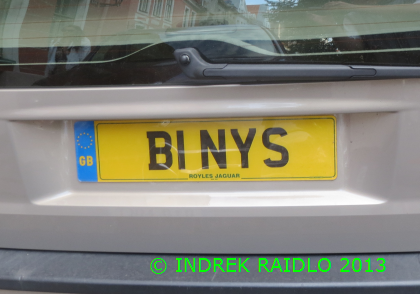 B1 NYS
GB
ROYLES JAGUAR
© INDREK RAIDLO 2013